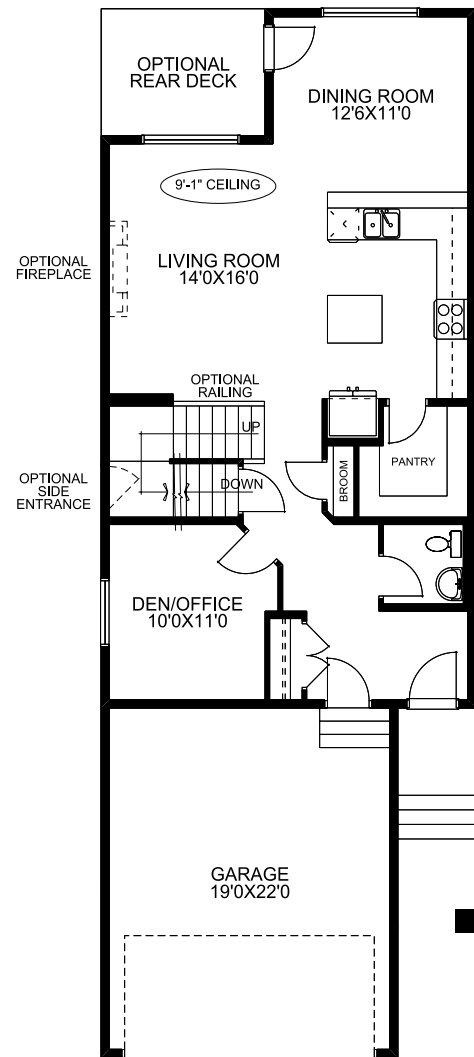 OPTIONAL
REAR DECK
DINING ROOM
12'6X11'0
9'-1" CEILING
OPTIONAL
FIREPLACE
LIVING ROOM
14'0X16'0
OPTIONAL
RAILING
UP
PANTRY
BROOM
OPTIONAL
SIDE
ENTRANCE
DOWN
DEN/OFFICE
10'0X11'0
GARAGE
19'0X22'0